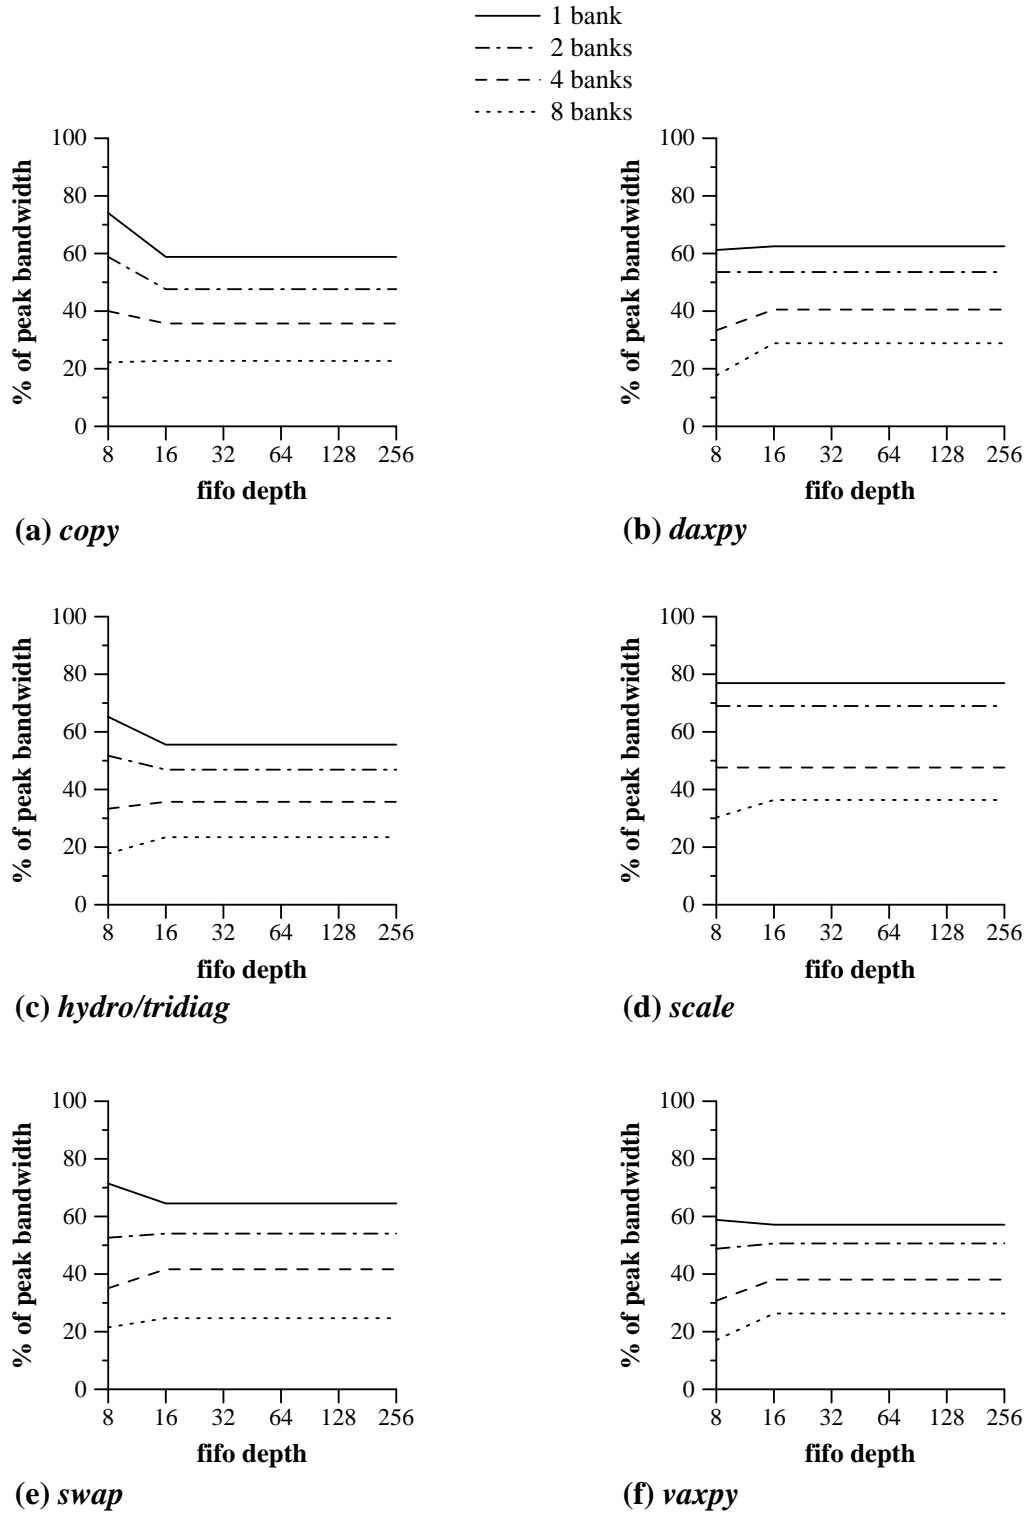 1 bank
2 banks
4 banks
8 banks
100
80
60
40
20
0
% of peak bandwidth
8 16 32 64 128 256
fifo depth
(a) copy
100
80
60
40
20
0
% of peak bandwidth
8 16 32 64 128 256
fifo depth
(b) daxpy
100
80
60
40
20
0
% of peak bandwidth
8 16 32 64 128 256
fifo depth
(c) hydro/tridiag
100
80
60
40
20
0
% of peak bandwidth
8 16 32 64 128 256
fifo depth
(d) scale
100
80
60
40
20
0
% of peak bandwidth
8 16 32 64 128 256
fifo depth
(e) swap
100
80
60
40
20
0
% of peak bandwidth
8 16 32 64 128 256
fifo depth
(f) vaxpy